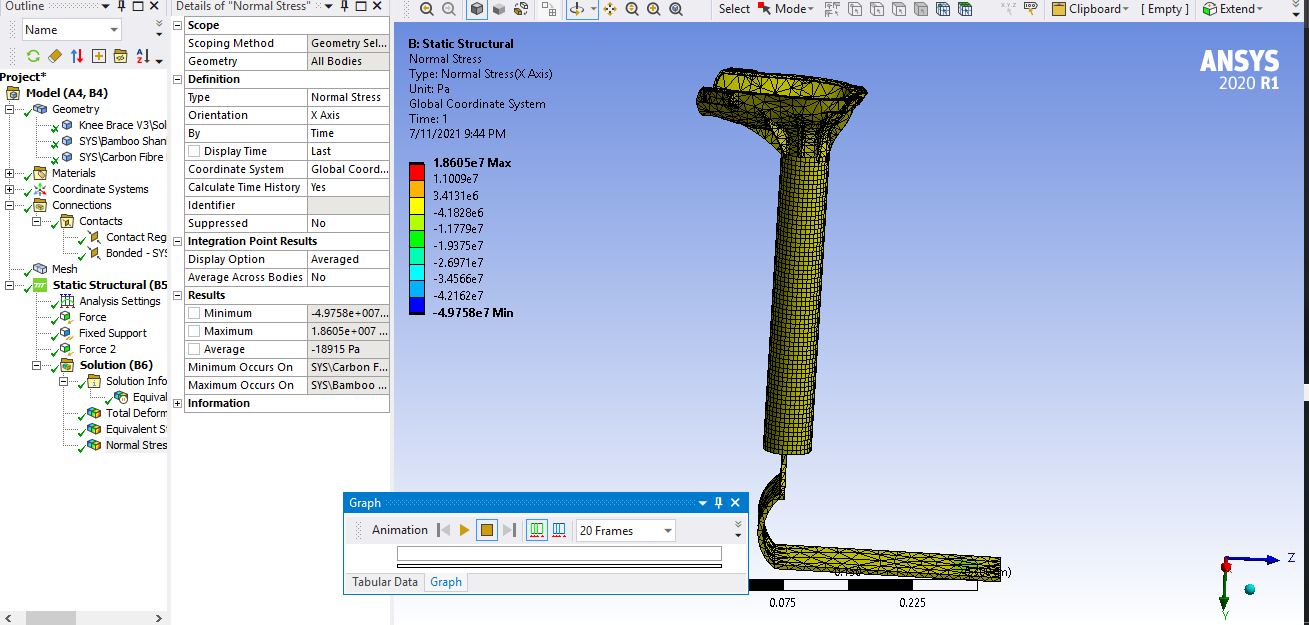 Outline
Name
Project*
Model (A4, B4)
Geometry
Knee Brace V3\Sol
SYS\Bamboo Shan
SYS\Carbon Fibre
Materials
Coordinate Systems
Connections
Contacts
Contact Reg
Bonded - SYS
Mesh
Static Structural (B5
Analysis Settings
Force
Fixed Support
Force 2
Solution (B6)
Solution Info
Equival
Total Deform
Equivalent S
Normal Stres
Details of "Normal Stress"
Scope
Scoping Method Geometry Sel...
Geometry All Bodies
Definition
Type Normal Stress
Orientation X Axis
By Time
Display Time Last
Coordinate System Global Coord...
Calculate Time History Yes
Identifier
Suppressed No
Integration Point Results
Display Option Averaged
Average Across Bodies No
Results
Minimum -4.9758e+007...
Maximum 1.8605e+007 ...
Average -18915 Pa
Minimum Occurs On SYS\Carbon F...
Maximum Occurs On SYS\Bamboo ...
Information
Select Mode Clipboard [ Empty ] Extend
B: Static Structural
Normal Stress
Type: Normal Stress(X Axis)
Unit: Pa
Global Coordinate System
Time: 1
7/11/2021 9:44 PM
1.8605e7 Max
1.1009e7
3.4131e6
-4.1828e6
-1.1779e7
-1.9375e7
-2.6971e7
-3.4566e7
-4.2162e7
-4.9758e7 Min
ANSYS
2020 R1
Graph
Animation 20 Frames
Tabular Data Graph
0.075 0.225
Z
Y